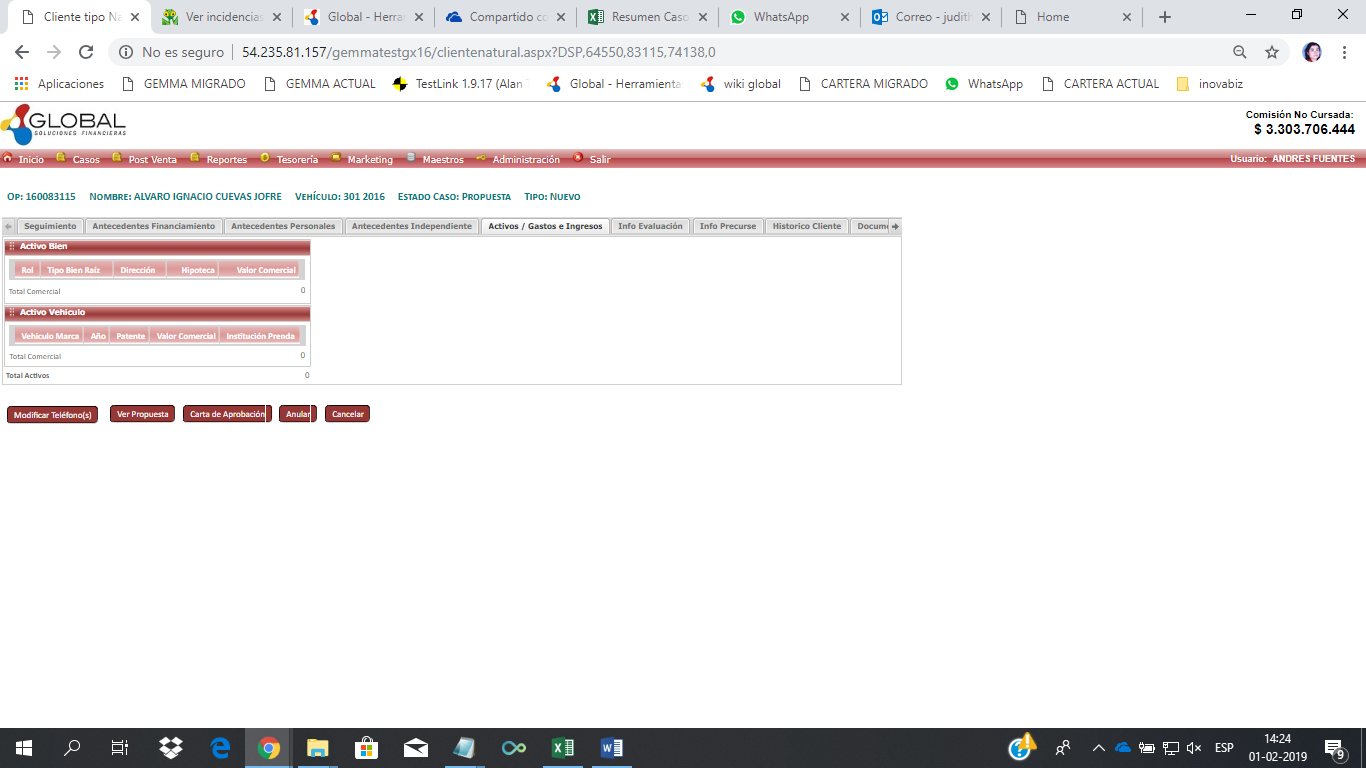 Cliente tipo Na
Ver incidencias
Global - Herra
Compartido co
Resumen Caso
WhatsApp
Correo - judith
Home
No es seguro 54.235.81.157/gemmatestgx16/clientenatural.aspx?DSP,64550,83115,74138,0
Aplicaciones GEMMA MIGRADO GEMMA ACTUAL TestLink 1.9.17 (Alan Global - Herramienta wiki global CARTERA MIGRADO WhatsApp CARTERA ACTUAL inovabiz
GLOBAL
SOLUCIONES FINANCIERAS
Comisión No Cursada:
$ 3.303.706.444
Inicio Casos Post Venta Reportes Tesorería Marketing Maestros Administración Salir Usuario: ANDRES FUENTES
OP: 160083115 NOMBRE: ALVARO IGNACIO CUEVAS JOFRE VEHÍCULO: 301 2016 ESTADO CASO: PROPUESTA TIPO: NUEVO
Seguimiento Antecedentes Financiamiento Antecedentes Personales Antecedentes Independiente Activos / Gastos e Ingresos Info Evaluación Info Precurse Historico Cliente Docume
Activo Bien
Rol Tipo Bien Raíz Dirección Hipoteca Valor Comercial
Total Comercial 0
Activo Vehiculo
Vehiculo Marca Año Patente Valor Comercial Institución Prenda
Total Comercial 0
Total Activos 0
Modificar Teléfono(s) Ver Propuesta Carta de Aprobación Anular Cancelar
ESP
14:24
01-02-2019
9